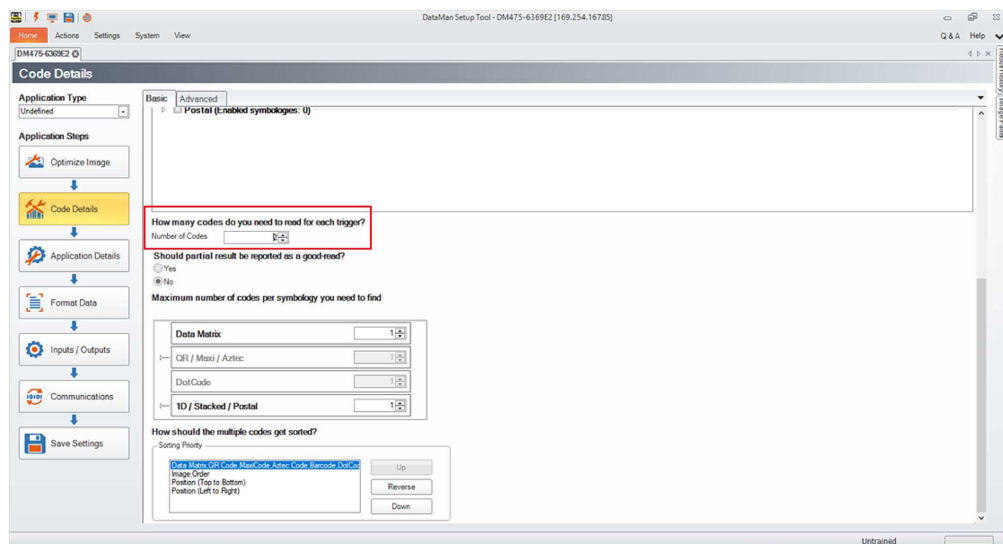 DataMan Setup Tool - DM475-6369E2 [169.254.167.85]
Home Actions Settings System View Q & A Help
DM475-6369E2
Code Details
Result History
Image Panel
Application Type
Undefined
Application Steps
Optimize Image
Code Details
Application Details
Format Data
Inputs / Outputs
Communications
Save Settings
Basic Advanced
Postal (Enabled symbologies: 0)
How many codes do you need to read for each trigger?
Number of Codes 2
Should partial result be reported as a good-read?
Yes
No
Maximum number of codes per symbology you need to find
Data Matrix 1
QR / Maxi / Aztec 1
DotCode 1
1D / Stacked / Postal 1
How should the multiple codes get sorted?
Sorting Priority
Data Matrix,QR Code,MaxiCode,Aztec Code,Barcode,DotCod
Image Order
Position (Top to Bottom)
Position (Left to Right)
Up
Reverse
Down
Untrained